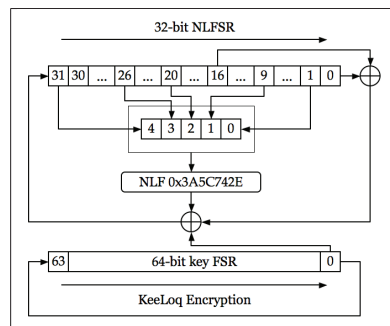 32-bit NLFSR
31 30 ... 26 ... 20 ... 16 ... 9 ... 1 0
4 3 2 1 0
NLF 0x3A5C742E
63 64-bit key FSR 0
KeeLoq Encryption